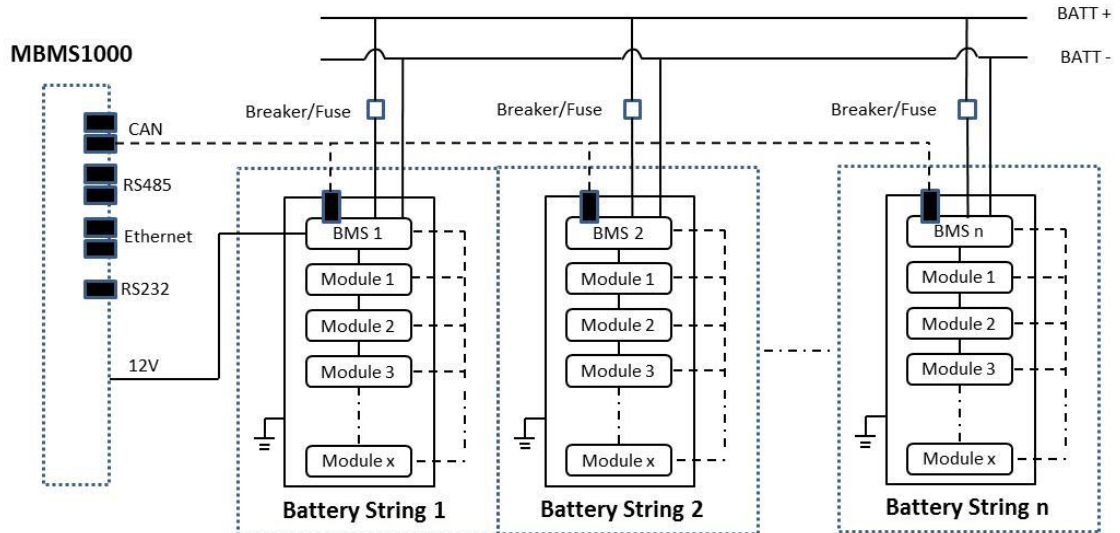 BATT +
MBMS1000
BATT -
CAN
RS485
Ethernet
RS232
12V
Breaker/Fuse
Breaker/Fuse
Breaker/Fuse
BMS 1
Module 1
Module 2
Module 3
Module x
Battery String 1
BMS 2
Module 1
Module 2
Module 3
Module x
Battery String 2
BMS n
Module 1
Module 2
Module 3
Module x
Battery String n